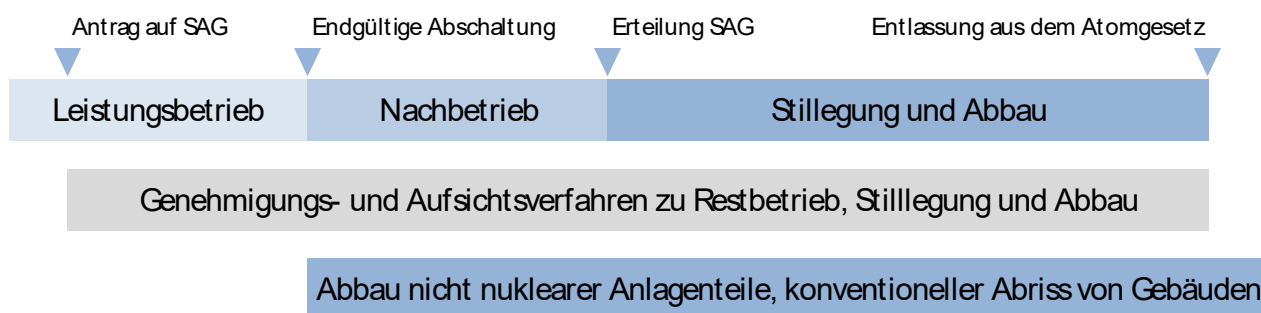 Antrag auf SAG Endgültige Abschaltung Erteilung SAG Entlassung aus dem Atomgesetz
Leistungsbetrieb Nachbetrieb Stillegung und Abbau
Genehmigungs- und Aufsichtsverfahren zu Restbetrieb, Stilllegung und Abbau
Abbau nicht nuklearer Anlagenteile, konventioneller Abriss von Gebäuden